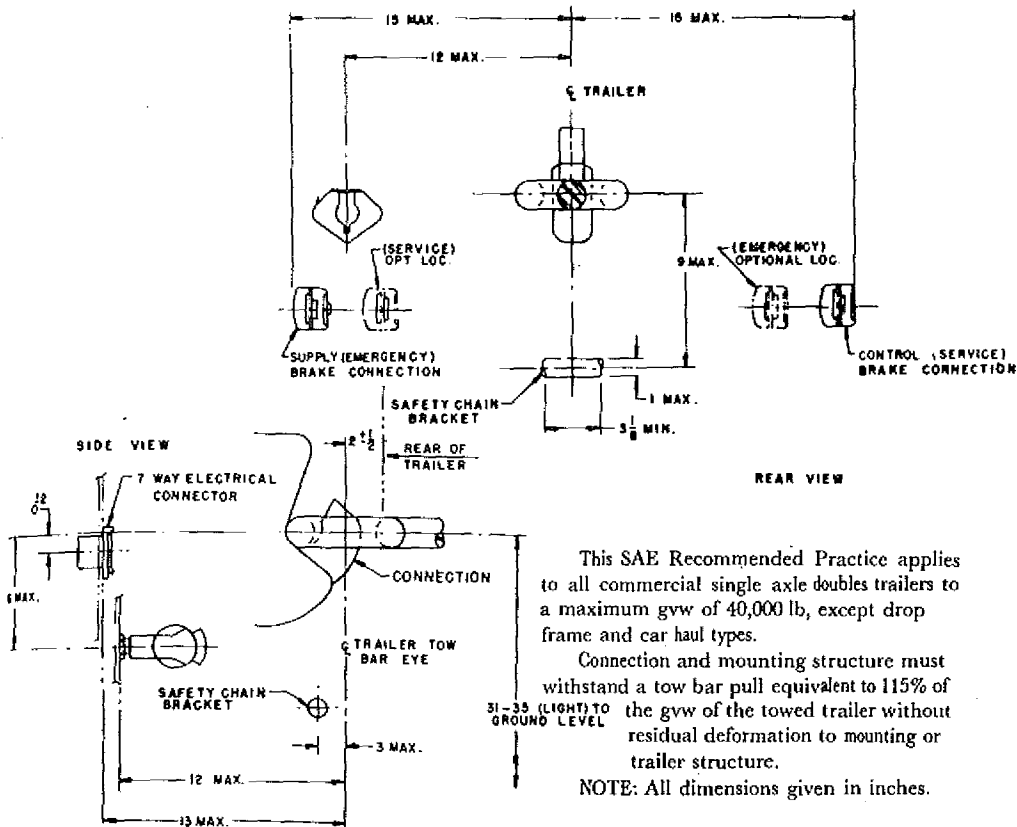 15 MAX.
16 MAX.
12 MAX.
℄ TRAILER
(SERVICE)
OPT LOC.
9 MAX.
(EMERGENCY)
OPTIONAL LOC.
SUPPLY (EMERGENCY)
BRAKE CONNECTION
CONTROL (SERVICE)
BRAKE CONNECTION
SAFETY CHAIN
BRACKET
1 MAX.
MIN.
SIDE VIEW
REAR OF
TRAILER
REAR VIEW
7 WAY ELECTRICAL
CONNECTOR
CONNECTION
6 MAX.
℄ TRAILER TOW
BAR EYE
SAFETY CHAIN
BRACKET
31-35 (LIGHT) TO
GROUND LEVEL
3 MAX.
12 MAX.
13 MAX.
This SAE Recommended Practice applies
to all commercial single axle doubles trailers to
a maximum gvw of 40,000 lb, except drop
frame and car haul types.
Connection and mounting structure must
withstand a tow bar pull equivalent to 115% of
the gvw of the towed trailer without
residual deformation to mounting or
trailer structure.
NOTE: All dimensions given in inches.